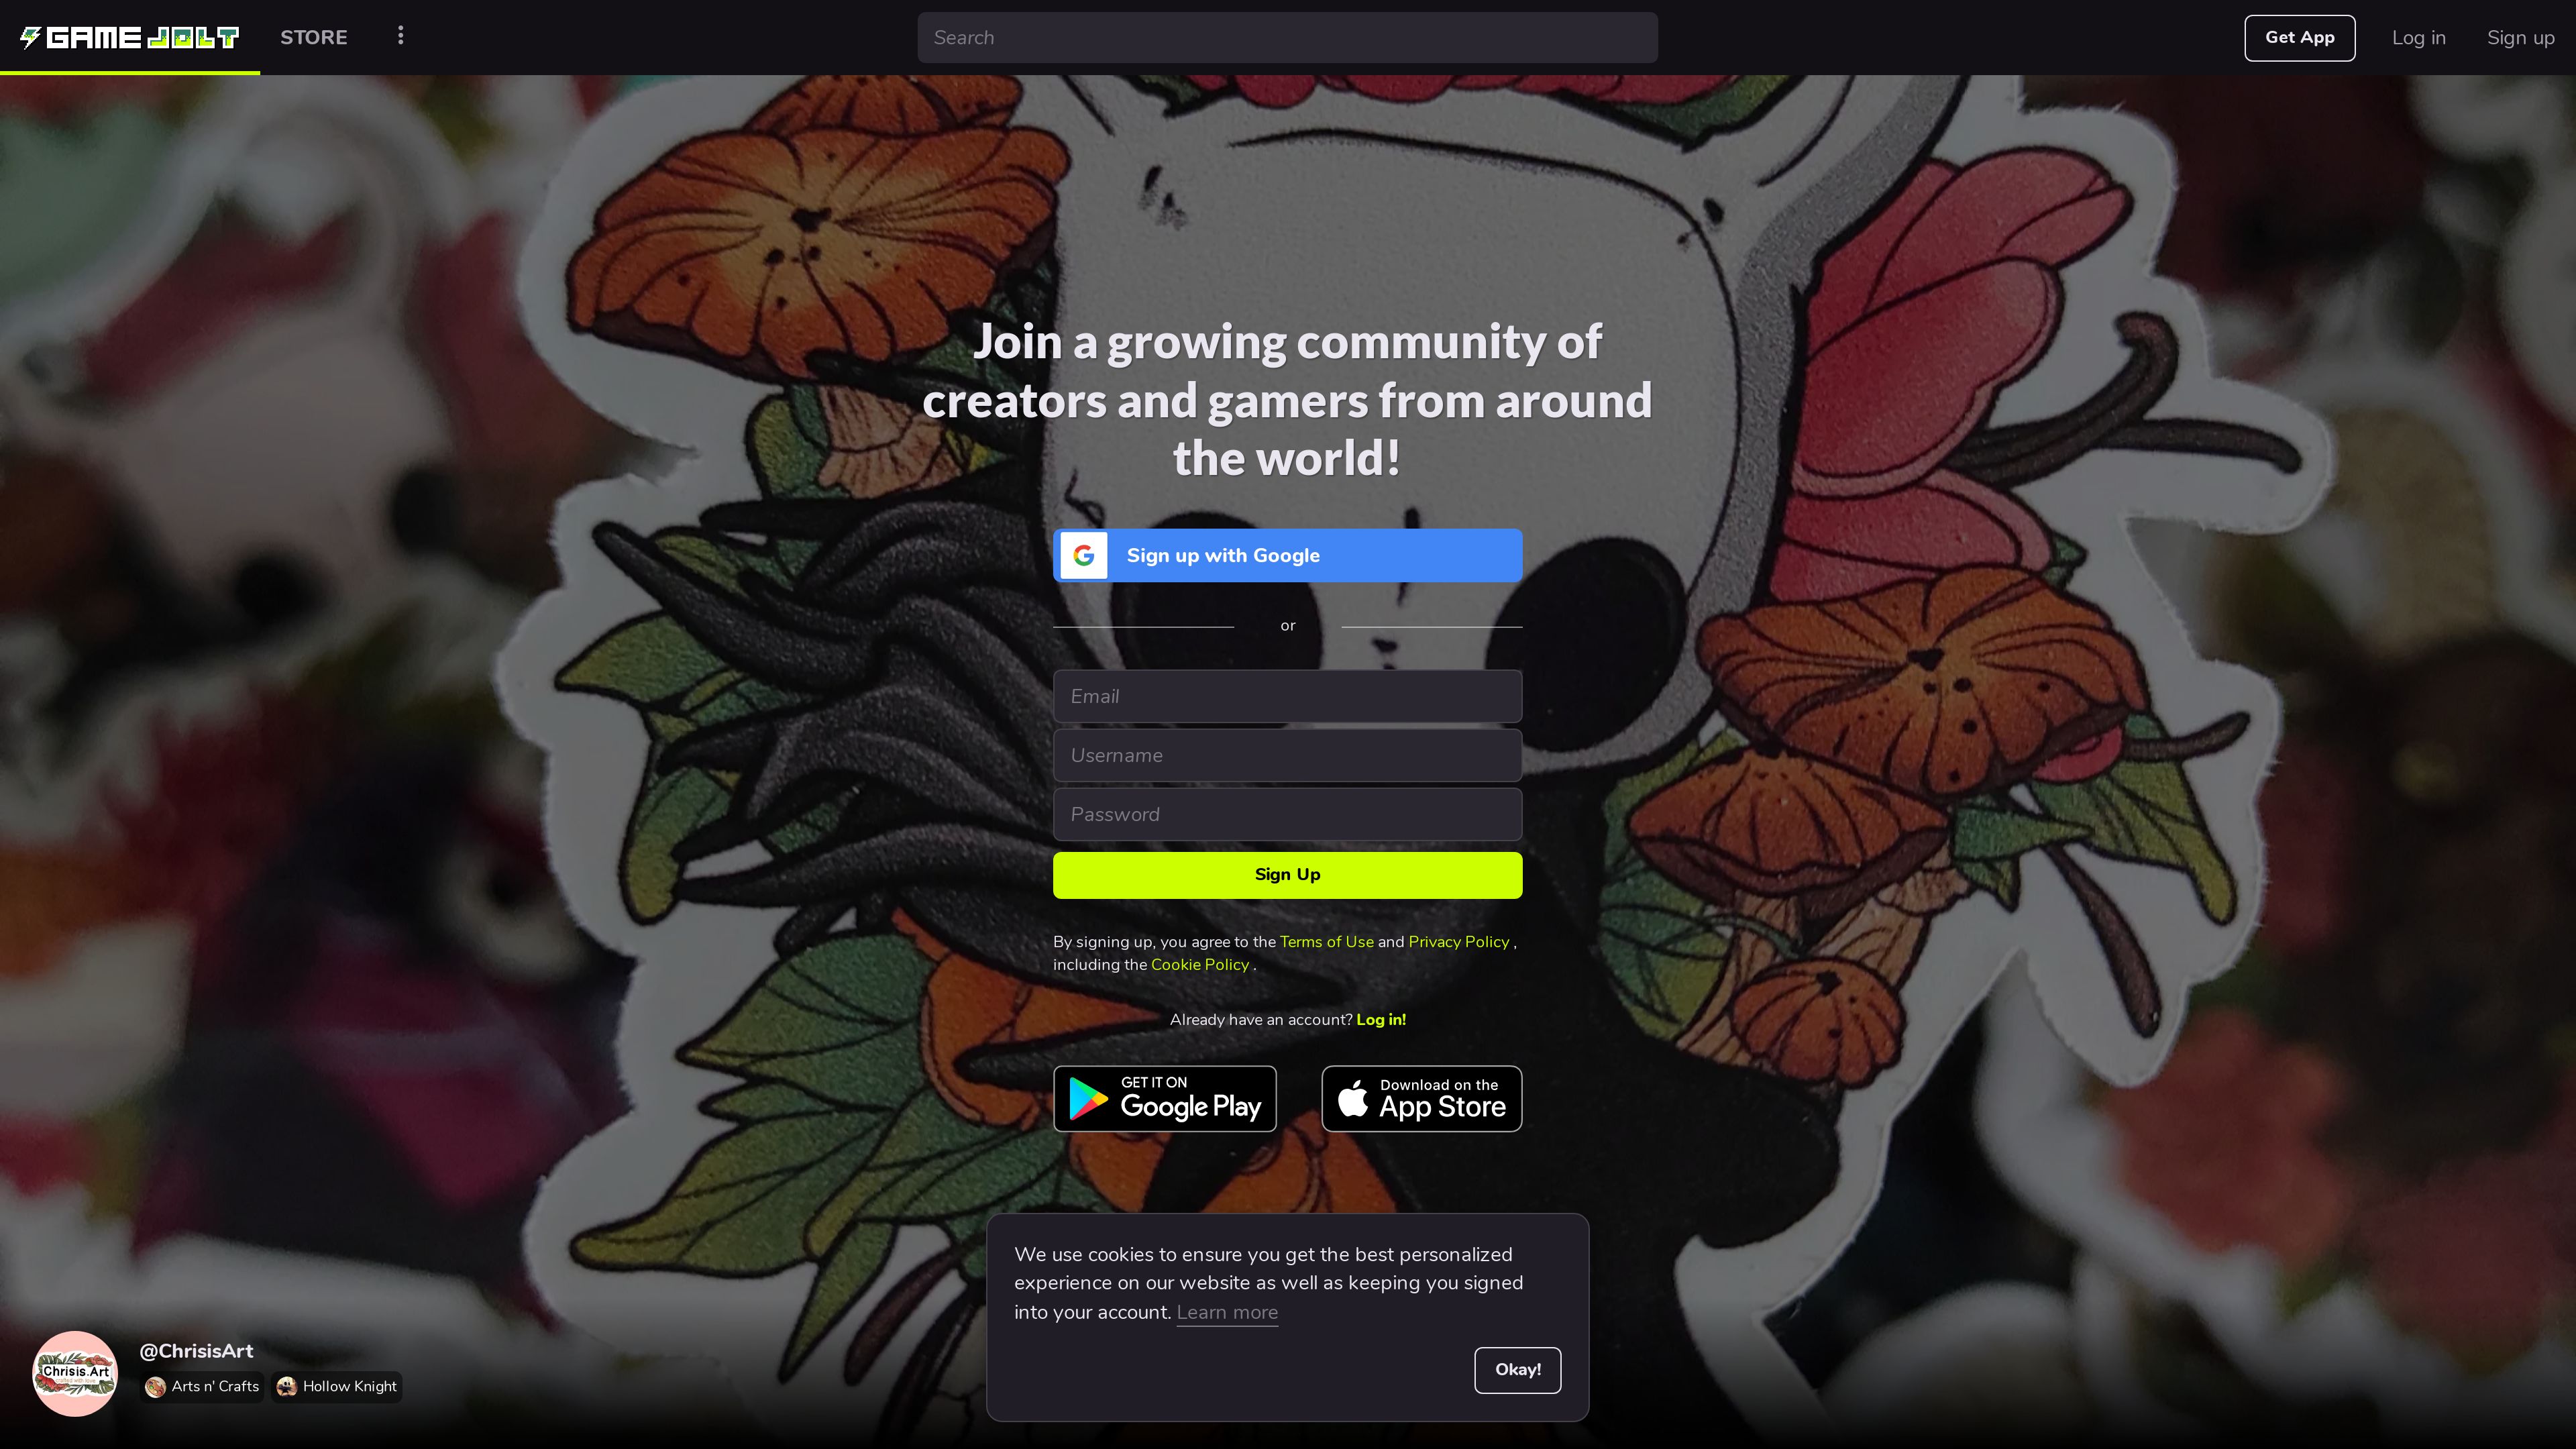 GAME JOLT
STORE
Search
Get App
Log in
Sign up
Join a growing community of
creators and gamers from around
the world!
Sign up with Google
or
Email
Username
Password
Sign Up
By signing up, you agree to the Terms of Use and Privacy Policy ,
including the Cookie Policy .
Already have an account? Log in!
GET IT ON
Google Play
Download on the
App Store
We use cookies to ensure you get the best personalized
experience on our website as well as keeping you signed
into your account. Learn more
Okay!
Chrisis.Art
@ChrisisArt
Arts n' Crafts
Hollow Knight